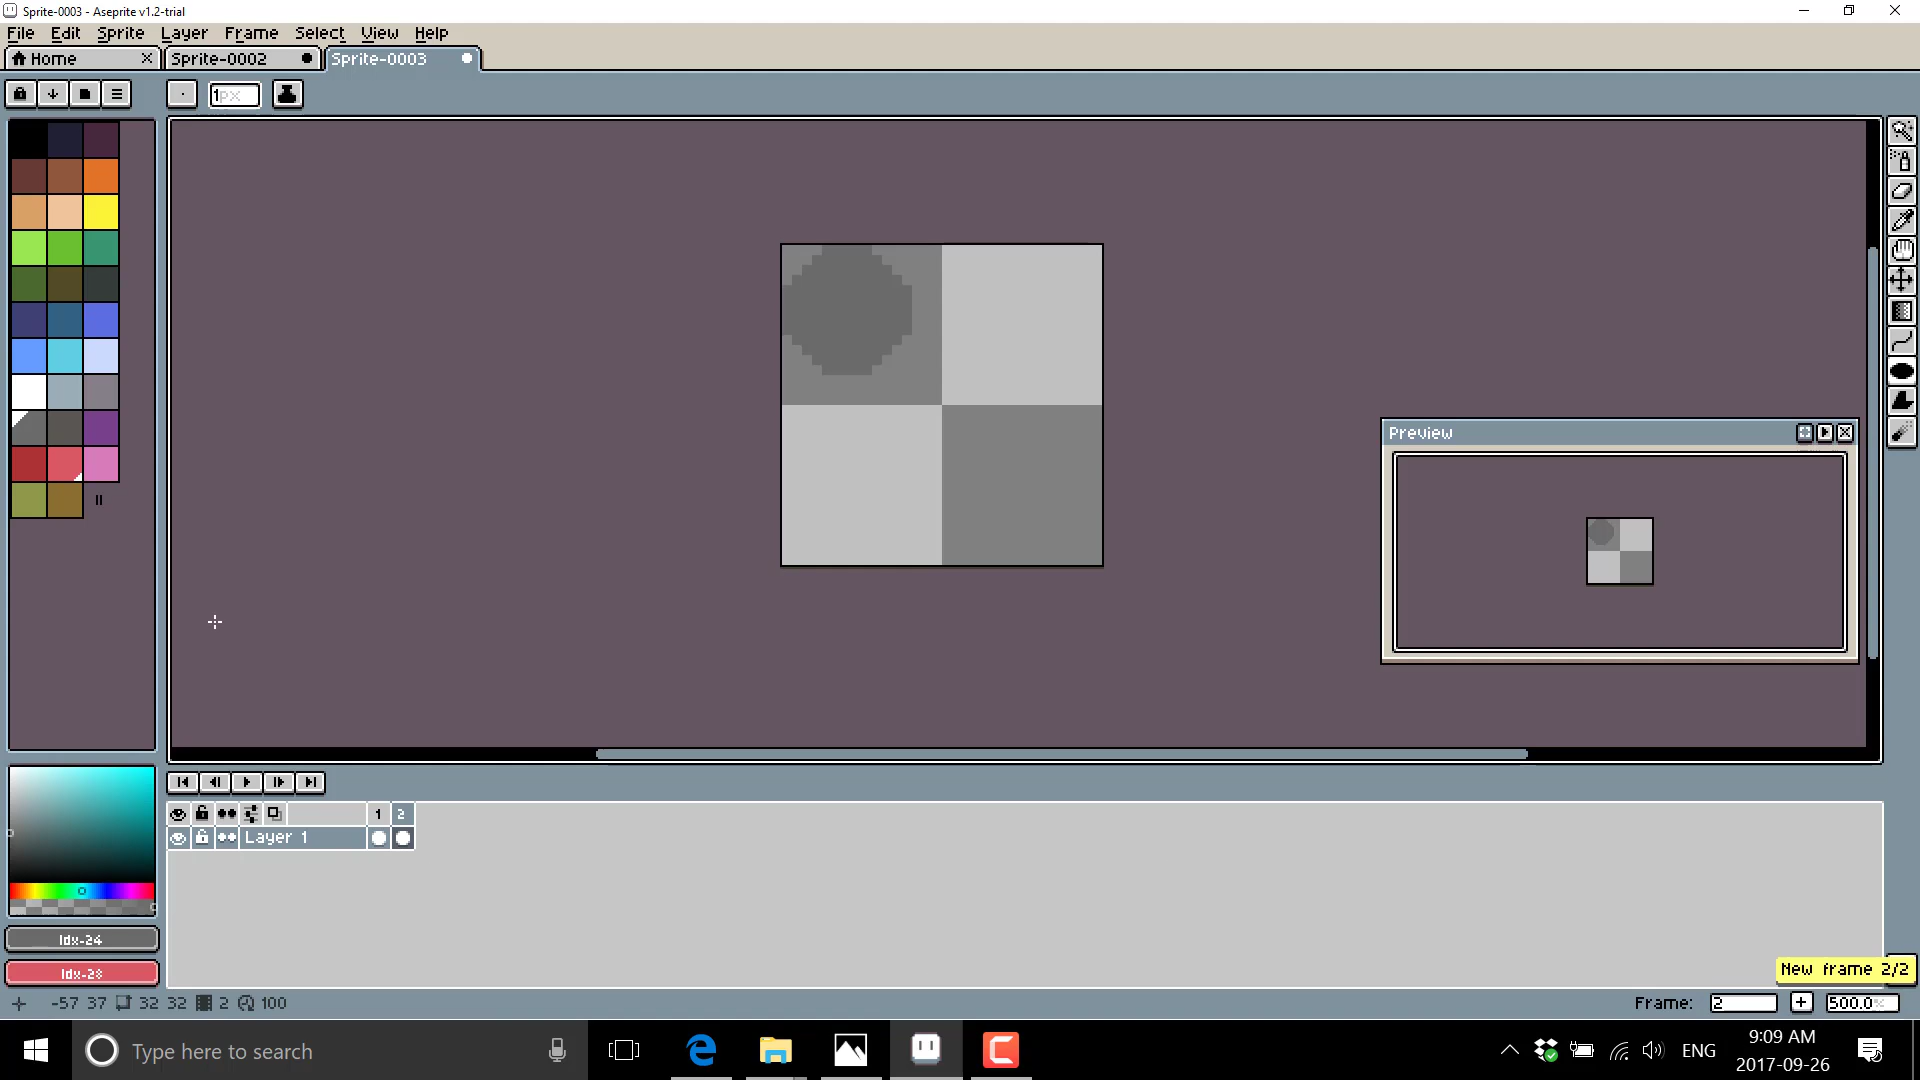 Sprite-0003 - Aseprite v1.2-trial
File Edit Sprite Layer Frame Select View Help
Home Sprite-0002 Sprite-0003
1px
Preview
1 2
Layer 1
Idx-24
Idx-28
New frame 2/2
-57 37 32 32 2 100
Frame: 2 + 500.0%
Type here to search
ENG
9:09 AM
2017-09-26